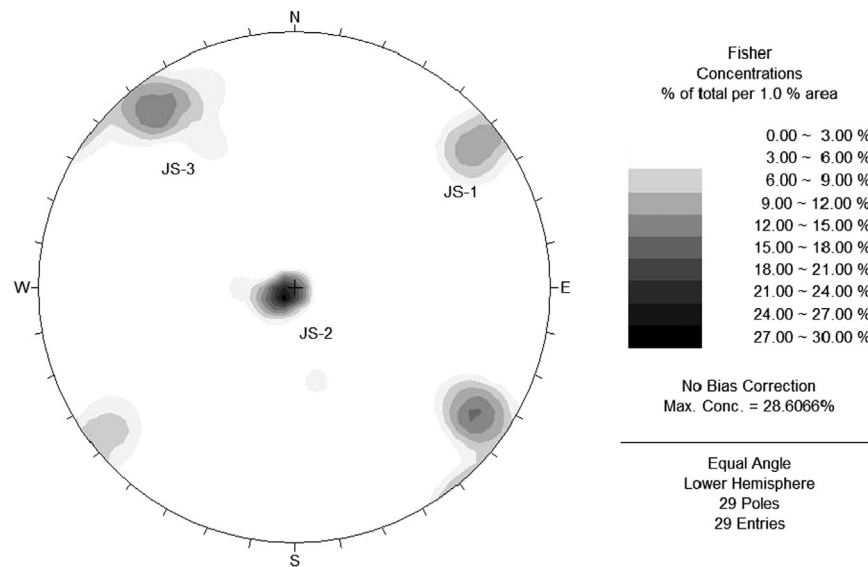 N
JS-3
JS-1
W
E
JS-2
S
Fisher
Concentrations
% of total per 1.0 % area
0.00 ~ 3.00 %
3.00 ~ 6.00 %
6.00 ~ 9.00 %
9.00 ~ 12.00 %
12.00 ~ 15.00 %
15.00 ~ 18.00 %
18.00 ~ 21.00 %
21.00 ~ 24.00 %
24.00 ~ 27.00 %
27.00 ~ 30.00 %
No Bias Correction
Max. Conc. = 28.6066%
Equal Angle
Lower Hemisphere
29 Poles
29 Entries